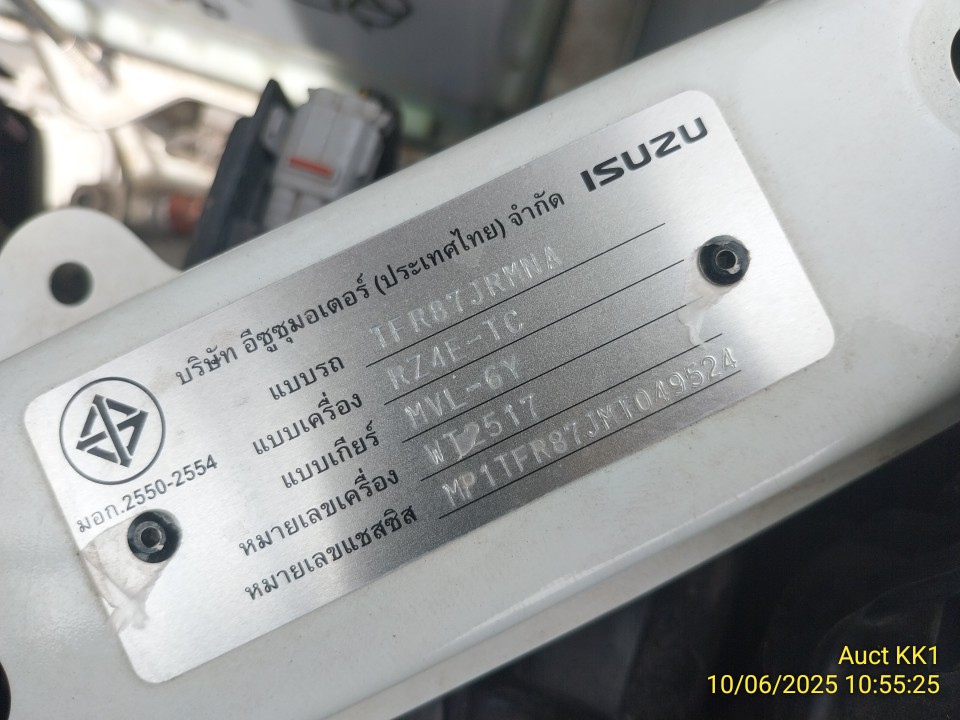 ISUZU
บริษัท อีซูซุมอเตอร์ (ประเทศไทย) จำกัด
แบบรถ TFR87JRMNA
แบบเครื่อง RZ4E-TC
แบบเกียร์ MVL-6Y
หมายเลขเครื่อง WT2517
หมายเลขแชสซิส MP1TFR87JMT049524
มอก.2550-2554
Auct KK1
10/06/2025 10:55:25